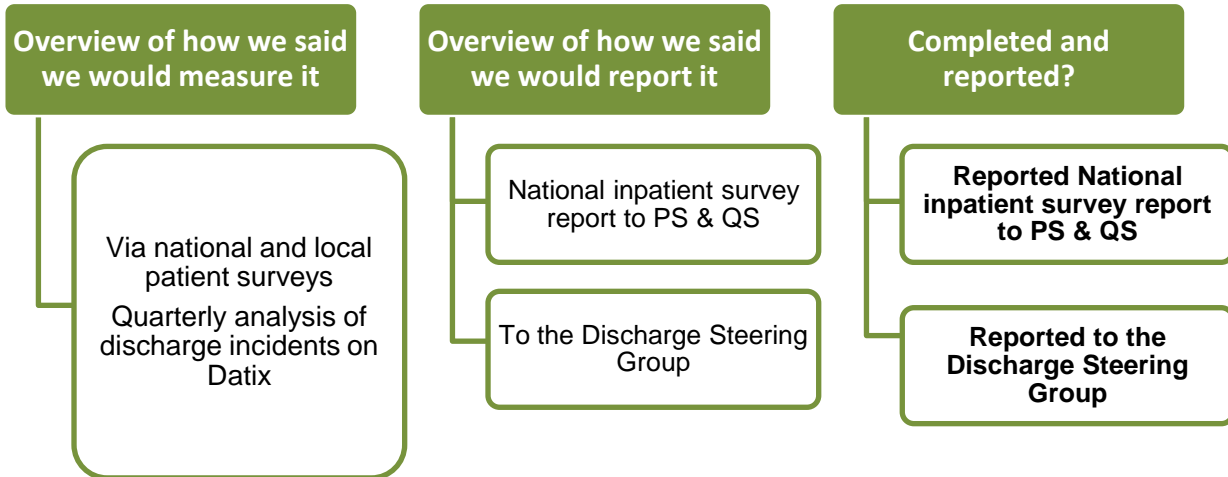 Overview of how we said
we would measure it
Via national and local
patient surveys
Quarterly analysis of
discharge incidents on
Datix
Overview of how we said
we would report it
National inpatient survey
report to PS & QS
To the Discharge Steering
Group
Completed and
reported?
Reported National
inpatient survey report
to PS & QS
Reported to the
Discharge Steering
Group